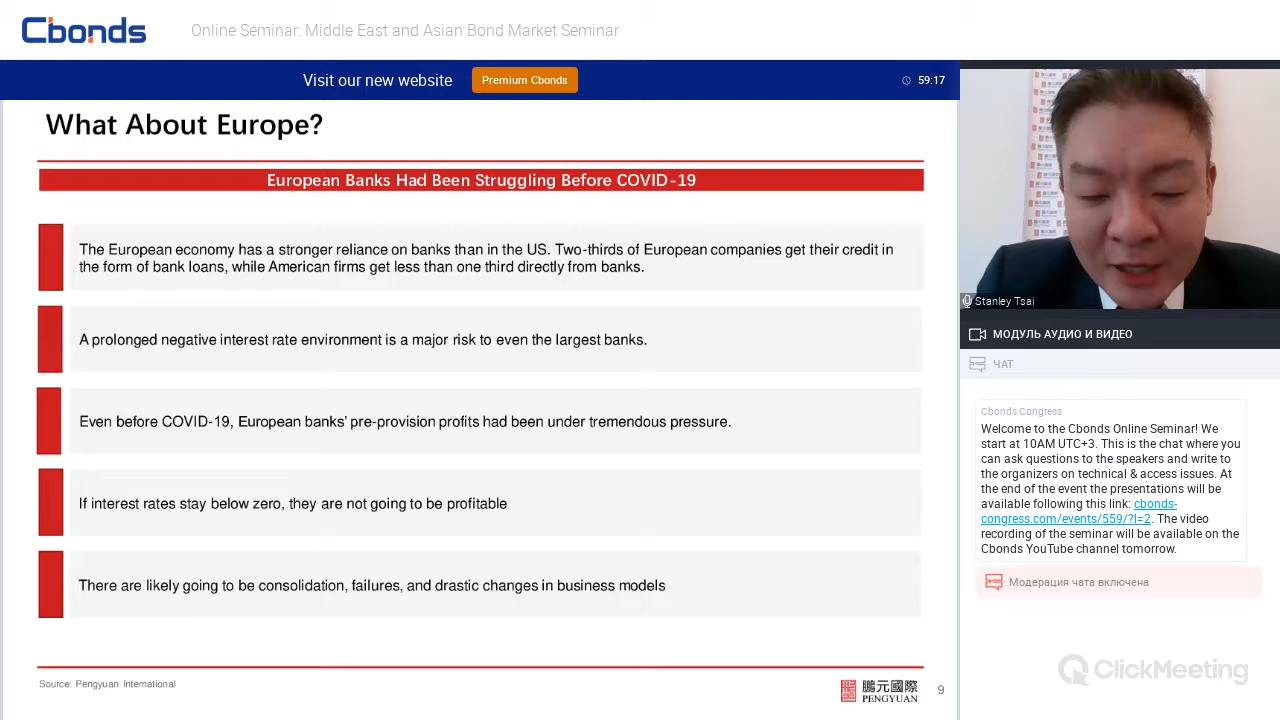 Cbonds
Online Seminar: Middle East and Asian Bond Market Seminar
Visit our new website
Premium Cbonds
59:17
What About Europe?
European Banks Had Been Struggling Before COVID-19
The European economy has a stronger reliance on banks than in the US. Two-thirds of European companies get their credit in
the form of bank loans, while American firms get less than one third directly from banks.
A prolonged negative interest rate environment is a major risk to even the largest banks.
Even before COVID-19, European banks' pre-provision profits had been under tremendous pressure.
If interest rates stay below zero, they are not going to be profitable
There are likely going to be consolidation, failures, and drastic changes in business models
Source: Pengyuan International
鵬元國際
PENGYUAN
9
Stanley Tsai
МОДУЛЬ АУДИО И ВИДЕО
ЧАТ
Cbonds Congress
Welcome to the Cbonds Online Seminar! We
start at 10AM UTC+3. This is the chat where you
can ask questions to the speakers and write to
the organizers on technical & access issues. At
the end of the event the presentations will be
available following this link: cbonds-
congress.com/events/559/?l=2. The video
recording of the seminar will be available on the
Cbonds YouTube channel tomorrow.
Модерация чата включена
ClickMeeting